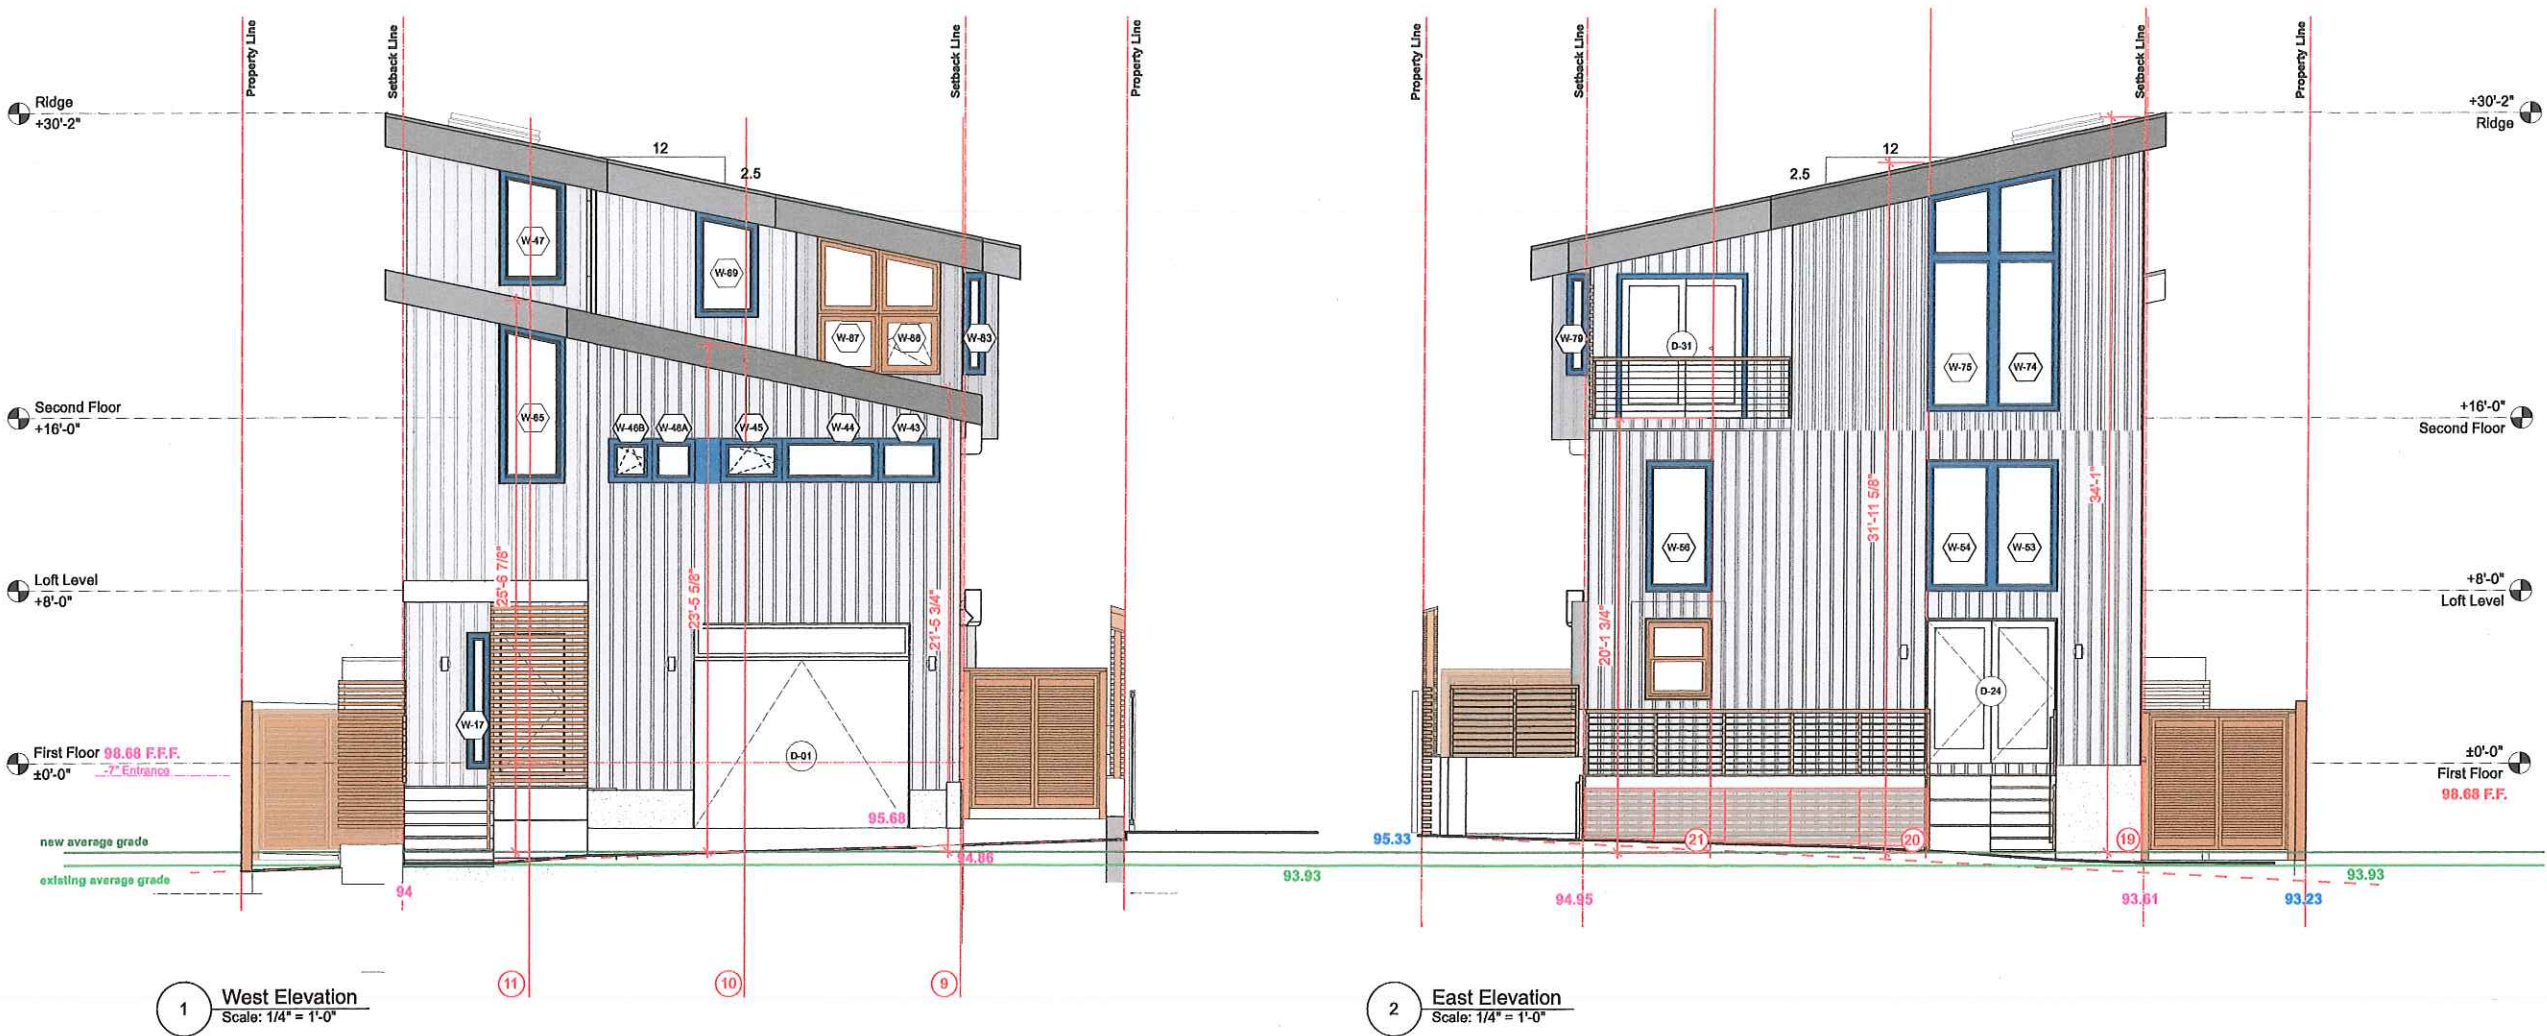 Property Line
Setback Line
Setback Line
Property Line
Property Line
Setback Line
Setback Line
Property Line
Ridge
+30'-2"
12
2.5
W-47
W-69
W-83
W-65
Second Floor
+16'-0"
W-46B
W-46A
W-45
W-44
W-43
25'-6 7/8"
23'-5 5/8"
21'-5 3/4"
Loft Level
+8'-0"
W-17
D-01
First Floor 98.68 F.F.F.
±0'-0"
-7" Entrance
95.68
new average grade
existing average grade
94
94.86
93.93
11
10
9
1
West Elevation
Scale: 1/4" = 1'-0"
+30'-2"
Ridge
12
2.5
W-79
D-31
W-75
W-74
+16'-0"
Second Floor
34'-1"
31'-11 5/8"
W-56
W-54
W-53
+8'-0"
Loft Level
20'-1 3/4"
D-24
±0'-0"
First Floor
98.68 F.F.
95.33
21
20
19
93.93
94.95
93.61
93.23
2
East Elevation
Scale: 1/4" = 1'-0"